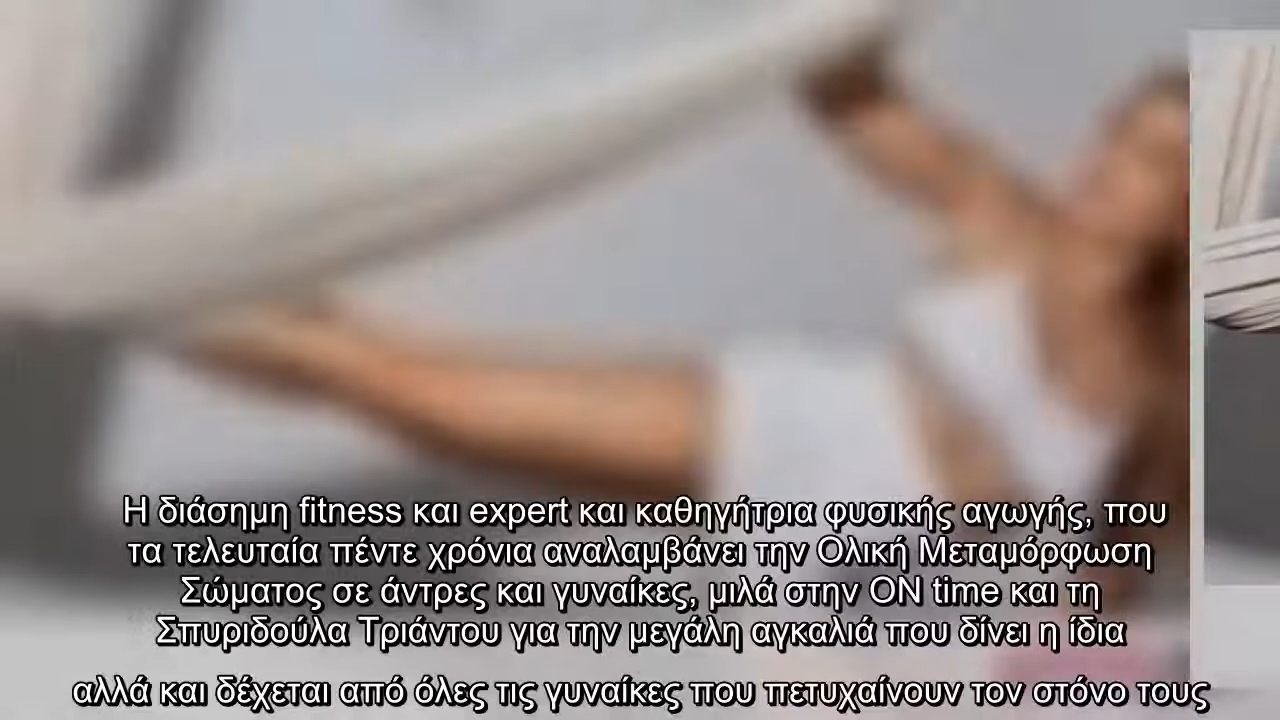 Η διάσημη fitness και expert και καθηγήτρια φυσικής αγωγής, που
τα τελευταία πέντε χρόνια αναλαμβάνει την Ολική Μεταμόρφωση
Σώματος σε άντρες και γυναίκες, μιλά στην ON time και τη
Σπυριδούλα Τριάντου για την μεγάλη αγκαλιά που δίνει η ίδια
αλλά και δέχεται από όλες τις γυναίκες που πετυχαίνουν τον στόνο τους